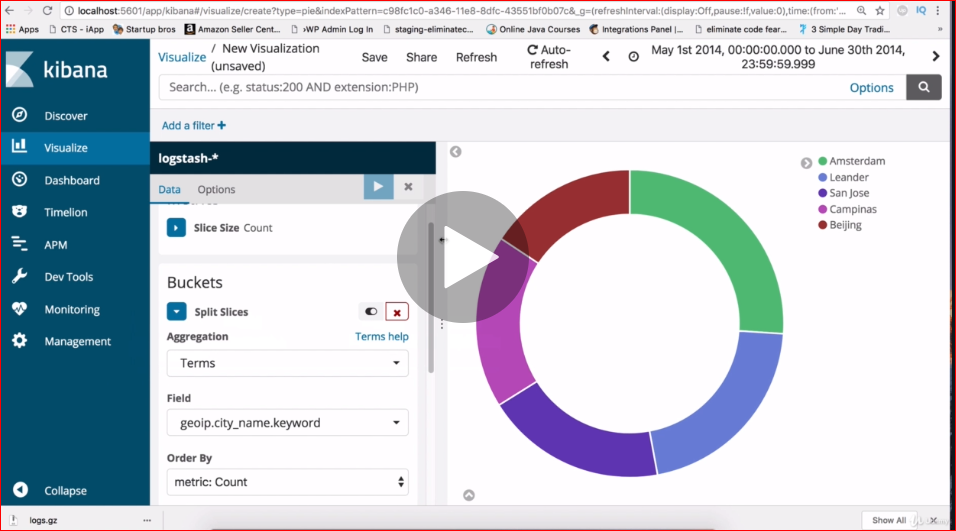 localhost:5601/app/kibana#/visualize/create?type=pie&indexPattern=c98fc1c0-a346-11e8-8dfc-43551bf0b07c&_g=(refreshInterval:(display:Off,pause:!f,value:0),time:(from:'...
Apps CTS - iApp Startup bros Amazon Seller Cent... ›WP Admin Log In staging-eliminatec... Online Java Courses Integrations Panel |... eliminate code fear... 3 Simple Day Tradi... »
kibana
Discover
Visualize
Dashboard
Timelion
APM
Dev Tools
Monitoring
Management
Collapse
Visualize / New Visualization (unsaved)
Save Share Refresh Auto-refresh
May 1st 2014, 00:00:00.000 to June 30th 2014, 23:59:59.999
Search... (e.g. status:200 AND extension:PHP)
Options
Add a filter +
logstash-*
Data Options
Slice Size Count
Buckets
Split Slices
Aggregation Terms help
Terms
Field
geoip.city_name.keyword
Order By
metric: Count
Amsterdam
Leander
San Jose
Campinas
Beijing
logs.gz
Show All